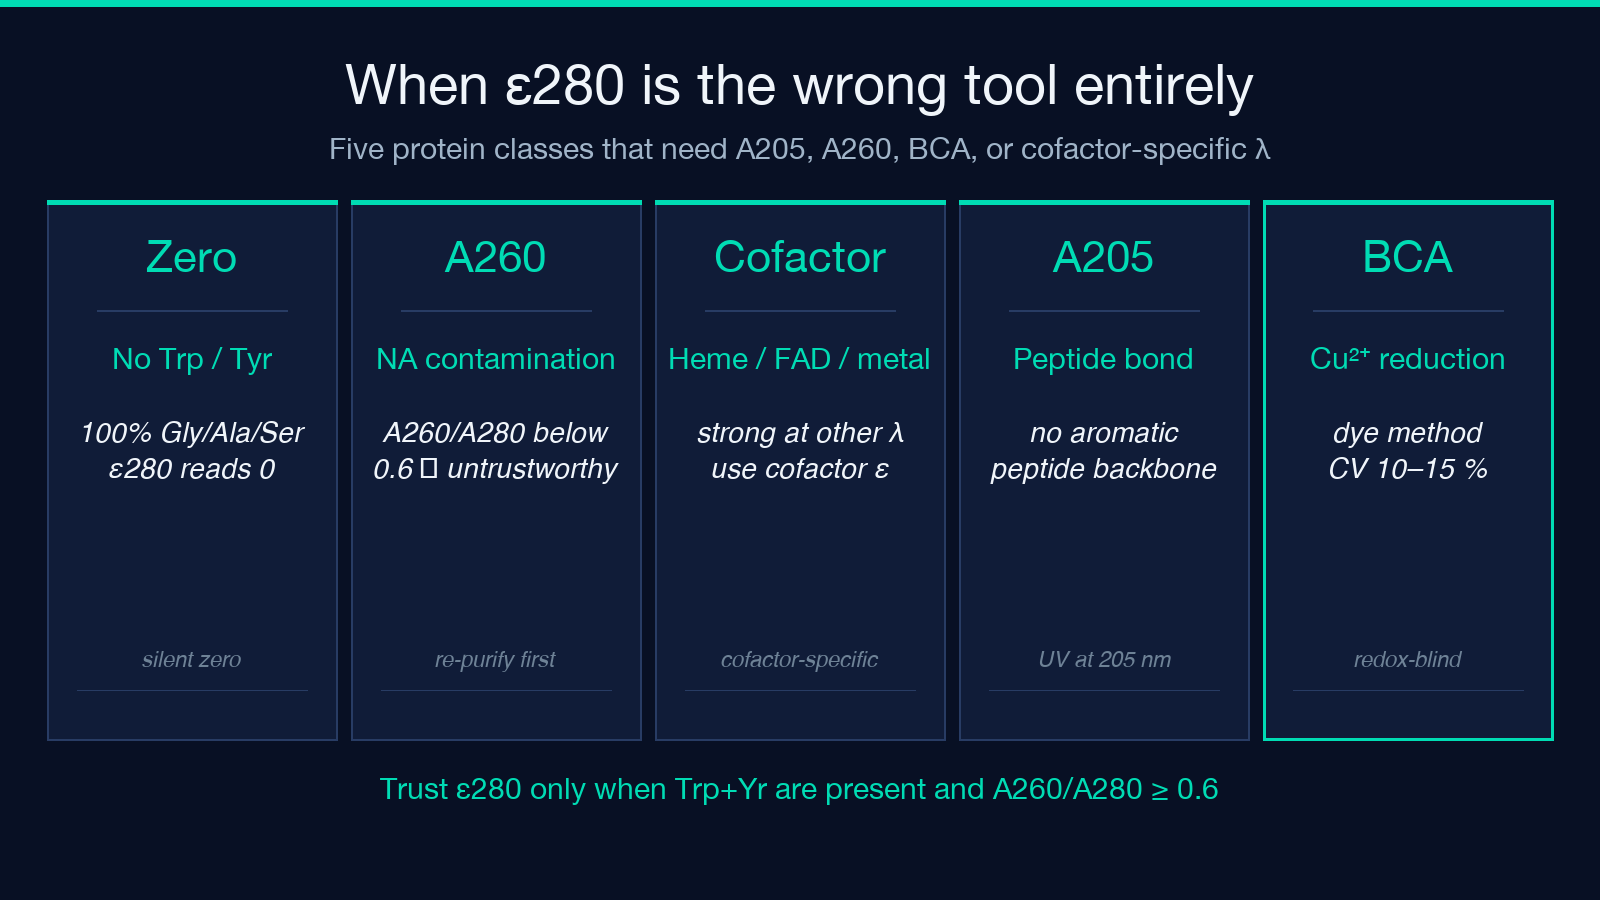 When ε280 is the wrong tool entirely
Five protein classes that need A205, A260, BCA, or cofactor-specific λ
Zero
No Trp / Tyr
100% Gly/Ala/Ser
ε280 reads 0
silent zero
A260
NA contamination
A260/A280 below
0.6 □ untrustworthy
re-purify first
Cofactor
Heme / FAD / metal
strong at other λ
use cofactor ε
cofactor-specific
A205
Peptide bond
no aromatic
peptide backbone
UV at 205 nm
BCA
Cu²⁺ reduction
dye method
CV 10–15 %
redox-blind
Trust ε280 only when Trp+Yr are present and A260/A280 ≥ 0.6